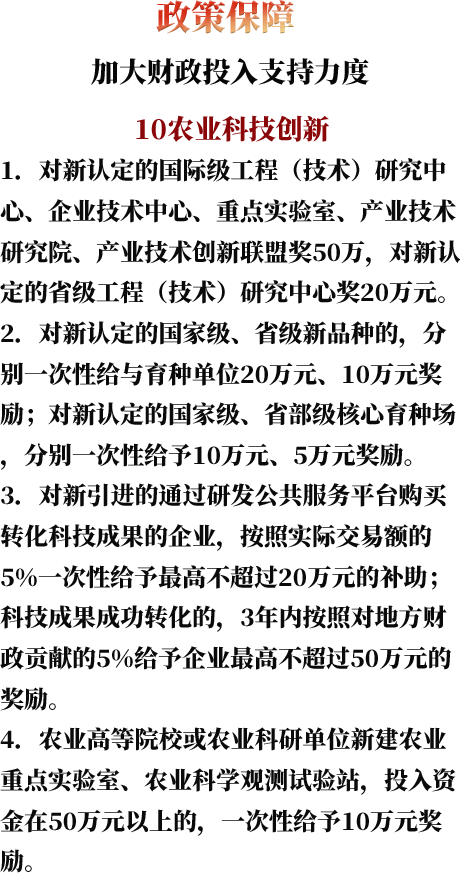 政策保障
加大财政投入支持力度
10农业科技创新
1．对新认定的国际级工程（技术）研究中
心、企业技术中心、重点实验室、产业技术
研究院、产业技术创新联盟奖50万，对新认
定的省级工程（技术）研究中心奖20万元。
2．对新认定的国家级、省级新品种的，分
别一次性给与育种单位20万元、10万元奖
励；对新认定的国家级、省部级核心育种场
，分别一次性给予10万元、5万元奖励。
3．对新引进的通过研发公共服务平台购买
转化科技成果的企业，按照实际交易额的
5%一次性给予最高不超过20万元的补助；
科技成果成功转化的，3年内按照对地方财
政贡献的5%给予企业最高不超过50万元的
奖励。
4．农业高等院校或农业科研单位新建农业
重点实验室、农业科学观测试验站，投入资
金在50万元以上的，一次性给予10万元奖
励。